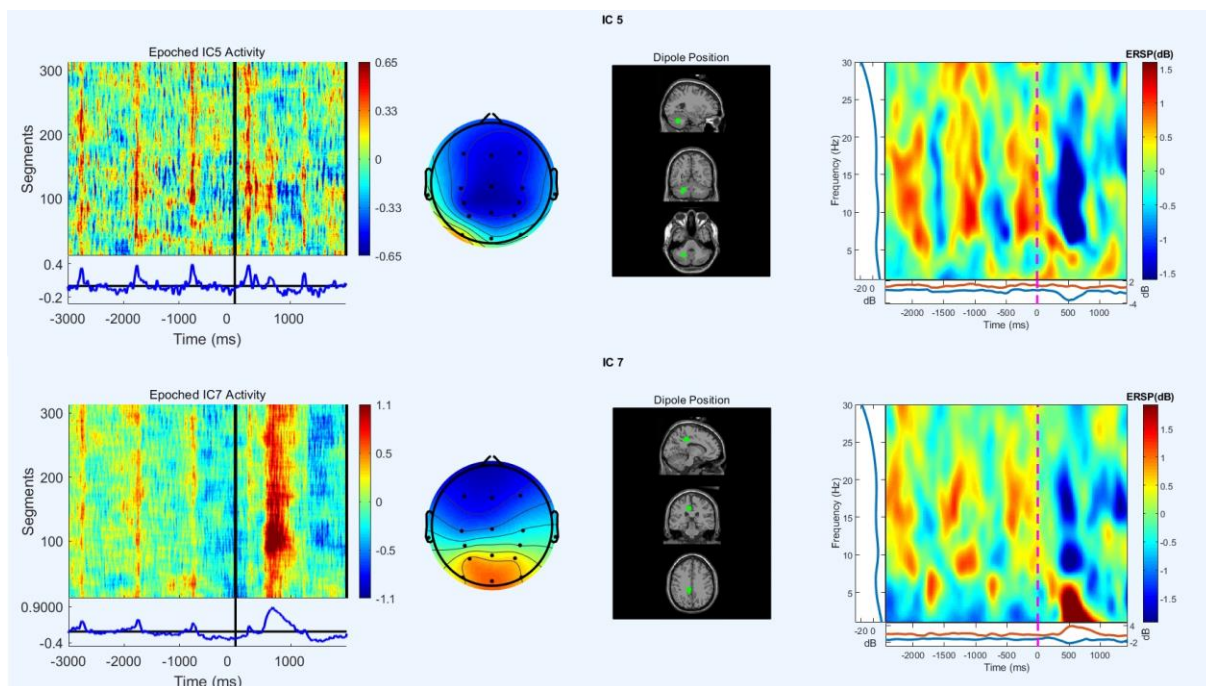 IC 5
Epoched IC5 Activity
Dipole Position
ERSP(dB)
Segments
300
200
100
0.65
0.33
0
-0.33
-0.65
0.4
-0.2
-3000 -2000 -1000 0 1000
Time (ms)
Frequency (Hz)
30
25
20
15
10
5
1.5
1
0.5
0
-0.5
-1
-1.5
-20 0
dB
2
-4
dB
-2000 -1500 -1000 -500 0 500 1000
Time (ms)
IC 7
Epoched IC7 Activity
Dipole Position
ERSP(dB)
Segments
300
200
100
1.1
0.5
0
-0.5
-1.1
0.9000
-0.4
-3000 -2000 -1000 0 1000
Time (ms)
Frequency (Hz)
30
25
20
15
10
5
1.5
1
0.5
0
-0.5
-1
-1.5
-20 0
dB
4
-2
dB
-2000 -1500 -1000 -500 0 500 1000
Time (ms)